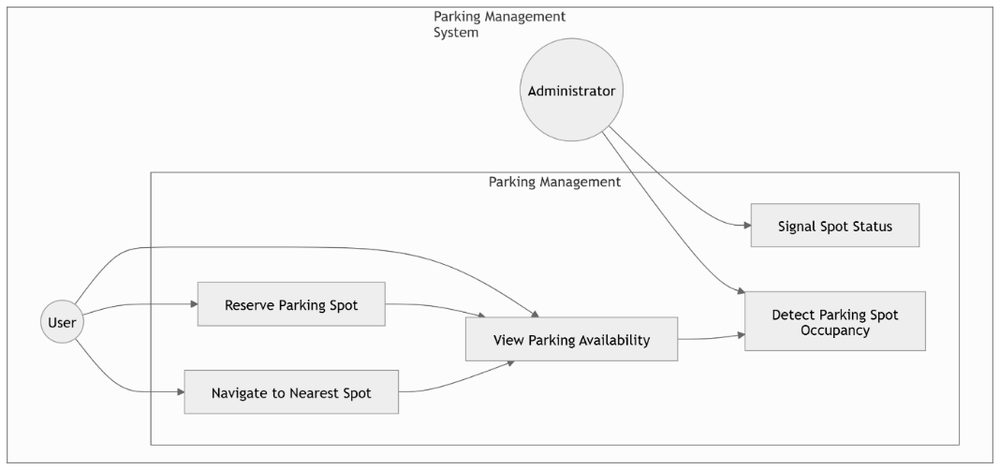 Parking Management
System
Administrator
Parking Management
Signal Spot Status
Reserve Parking Spot
Detect Parking Spot
Occupancy
User
View Parking Availability
Navigate to Nearest Spot